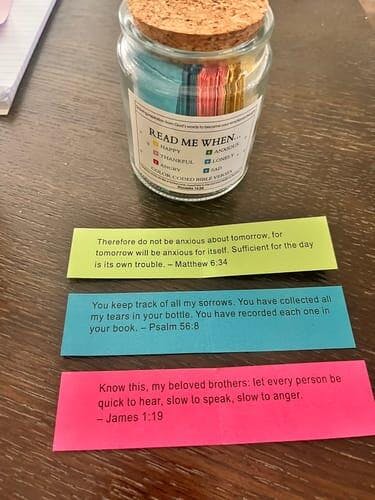 READ ME WHEN...
HAPPY
ANXIOUS
THANKFUL
LONELY
ANGRY
SAD
COLOR CODED BIBLE VERSES
Therefore do not be anxious about tomorrow, for
tomorrow will be anxious for itself. Sufficient for the day
is its own trouble. – Matthew 6:34
You keep track of all my sorrows. You have collected all
my tears in your bottle. You have recorded each one in
your book. – Psalm 56:8
Know this, my beloved brothers: let every person be
quick to hear, slow to speak, slow to anger.
– James 1:19